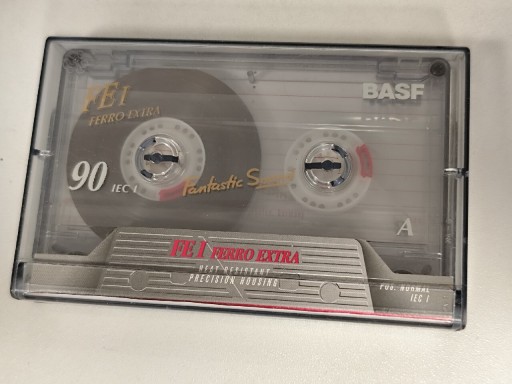 FE I
FERRO EXTRA
BASF
90 IEC I
Fantastic Sound
A
FE I FERRO EXTRA
HEAT RESISTANT
PRECISION HOUSING
POS. NORMAL
IEC I